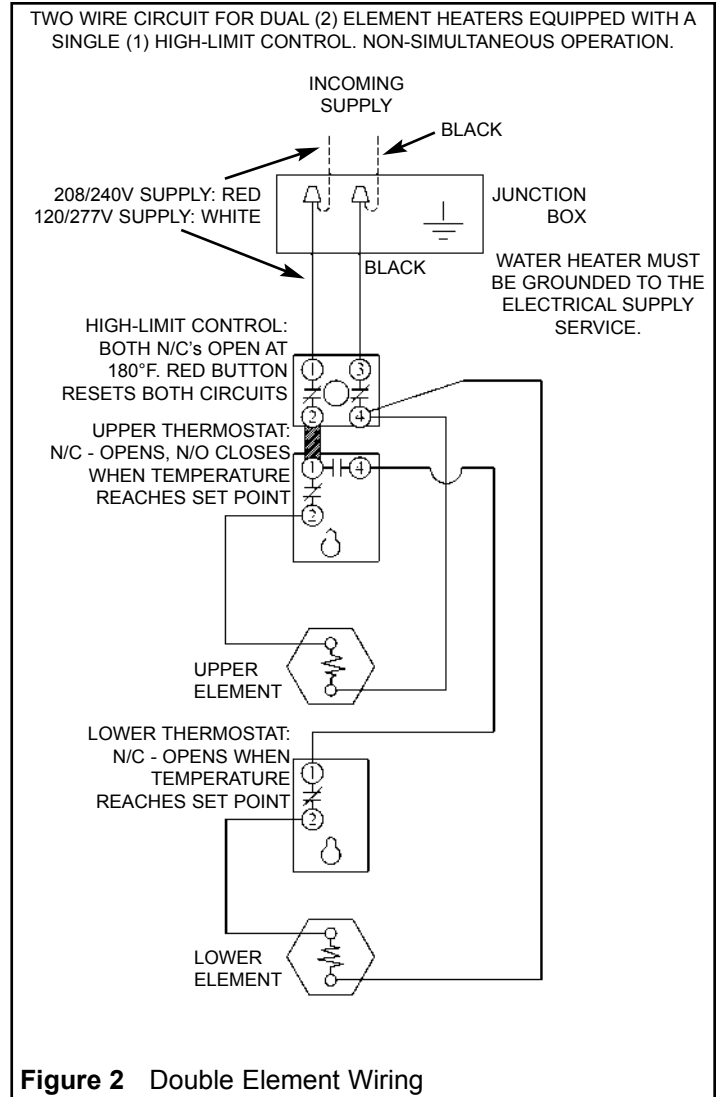 TWO WIRE CIRCUIT FOR DUAL (2) ELEMENT HEATERS EQUIPPED WITH A
SINGLE (1) HIGH-LIMIT CONTROL. NON-SIMULTANEOUS OPERATION.
INCOMING
SUPPLY
BLACK
208/240V SUPPLY: RED
120/277V SUPPLY: WHITE
JUNCTION
BOX
BLACK
WATER HEATER MUST
BE GROUNDED TO THE
ELECTRICAL SUPPLY
SERVICE.
HIGH-LIMIT CONTROL:
BOTH N/C's OPEN AT
180°F. RED BUTTON
RESETS BOTH CIRCUITS
1 3
2 4
UPPER THERMOSTAT:
N/C - OPENS, N/O CLOSES
WHEN TEMPERATURE
REACHES SET POINT
1 4
2
UPPER
ELEMENT
LOWER THERMOSTAT:
N/C - OPENS WHEN
TEMPERATURE
REACHES SET POINT
1
2
LOWER
ELEMENT
Figure 2 Double Element Wiring